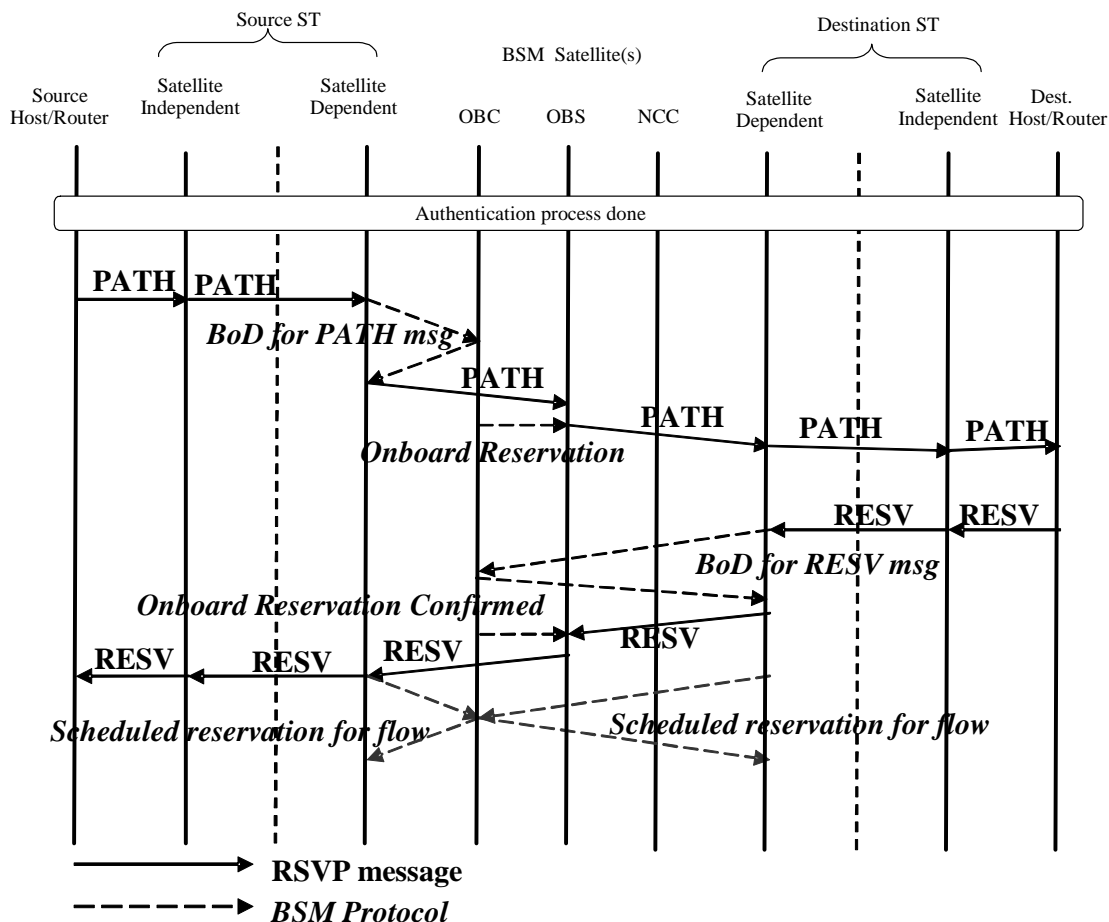 Source ST
Destination ST
BSM Satellite(s)
Source
Host/Router
Satellite
Independent
Satellite
Dependent
OBC
OBS
NCC
Satellite
Dependent
Satellite
Independent
Dest.
Host/Router
Authentication process done
PATH
PATH
BoD for PATH msg
PATH
PATH
PATH
PATH
Onboard Reservation
RESV
RESV
BoD for RESV msg
Onboard Reservation Confirmed
RESV
RESV
RESV
RESV
Scheduled reservation for flow
Scheduled reservation for flow
RSVP message
BSM Protocol